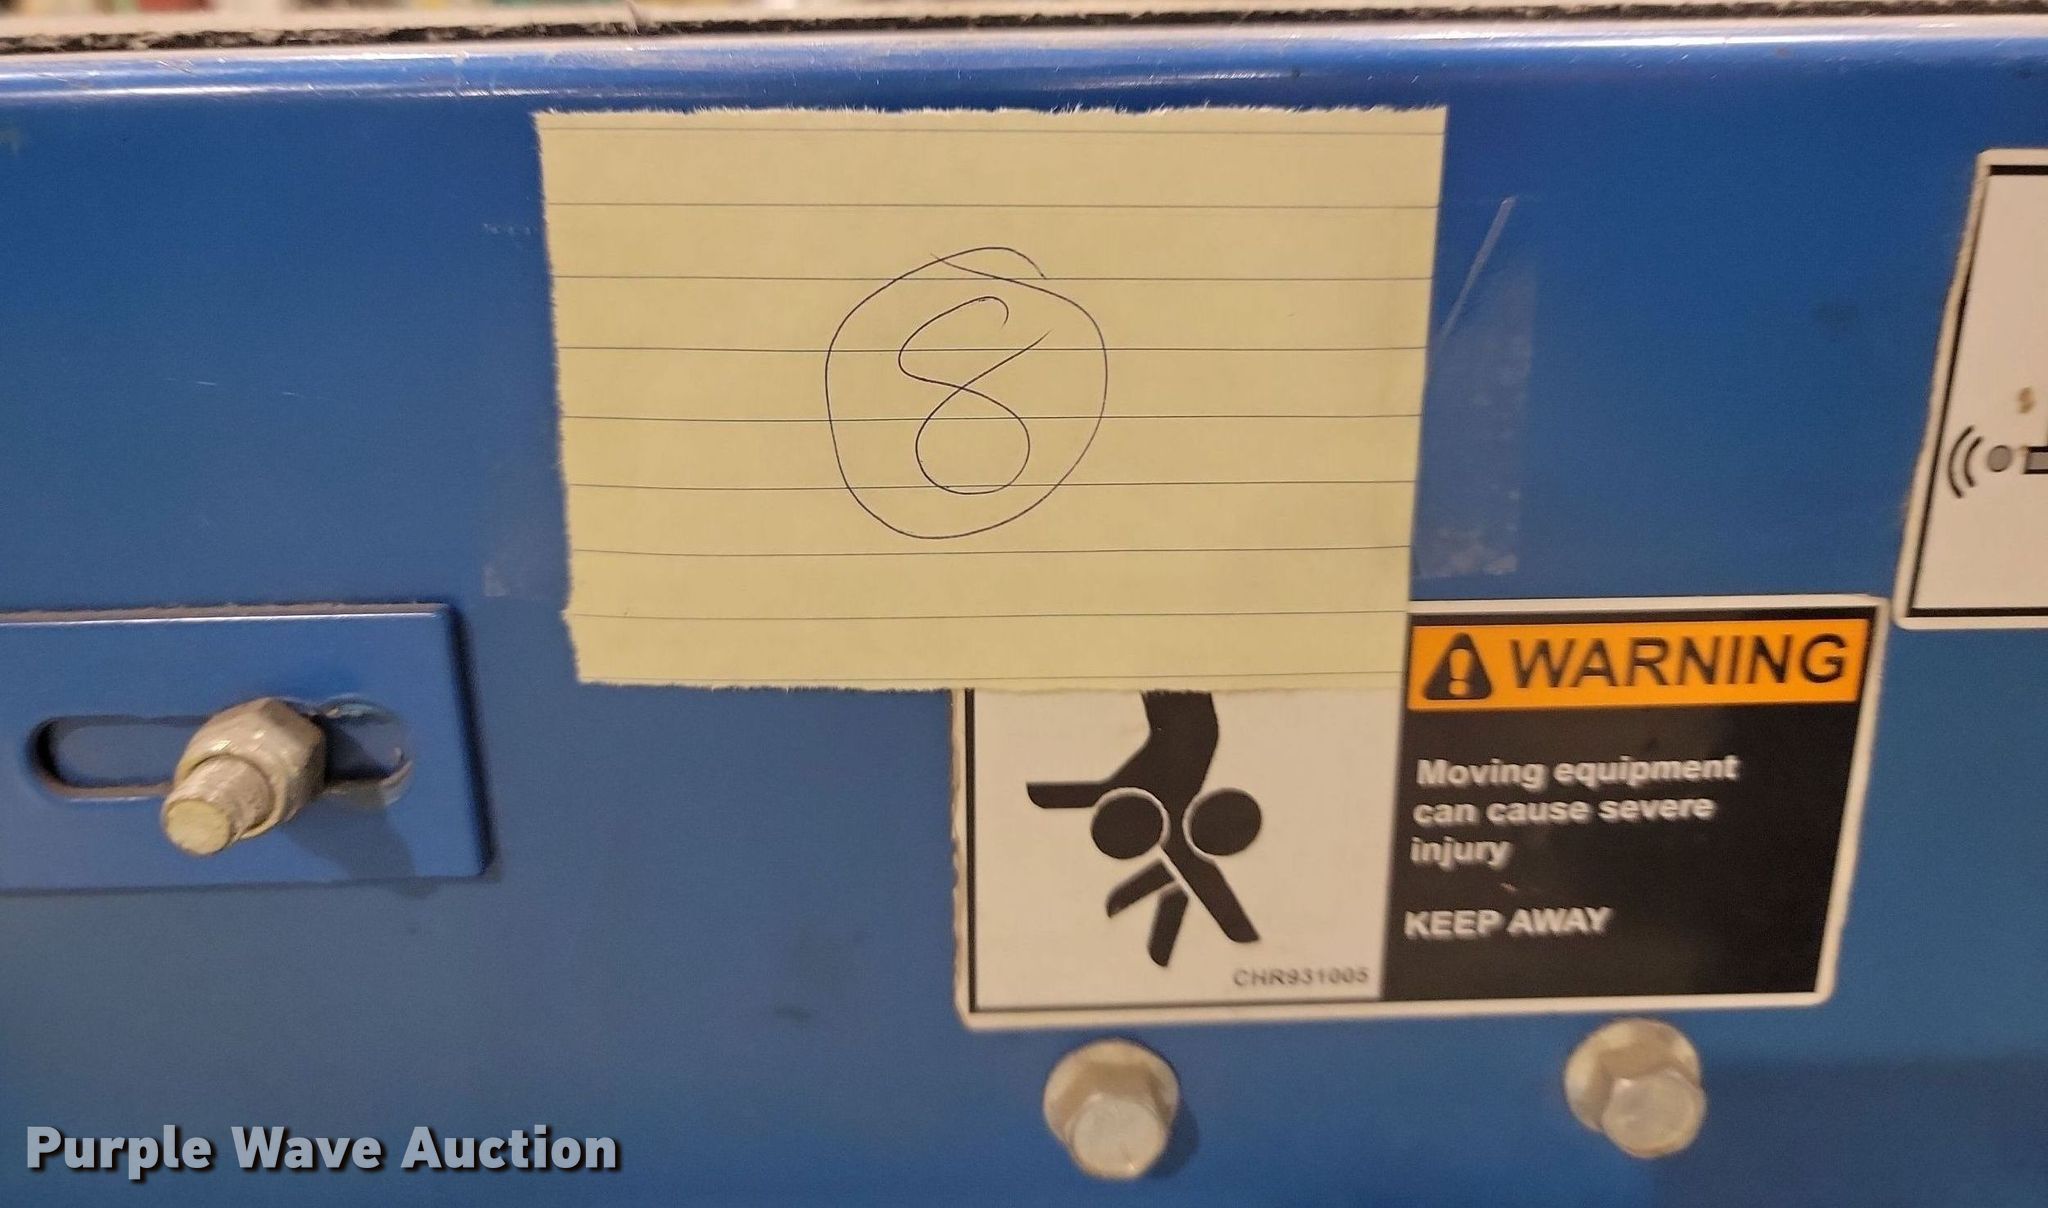 8
WARNING
Moving equipment
can cause severe
injury
KEEP AWAY
CHR931005
Purple Wave Auction